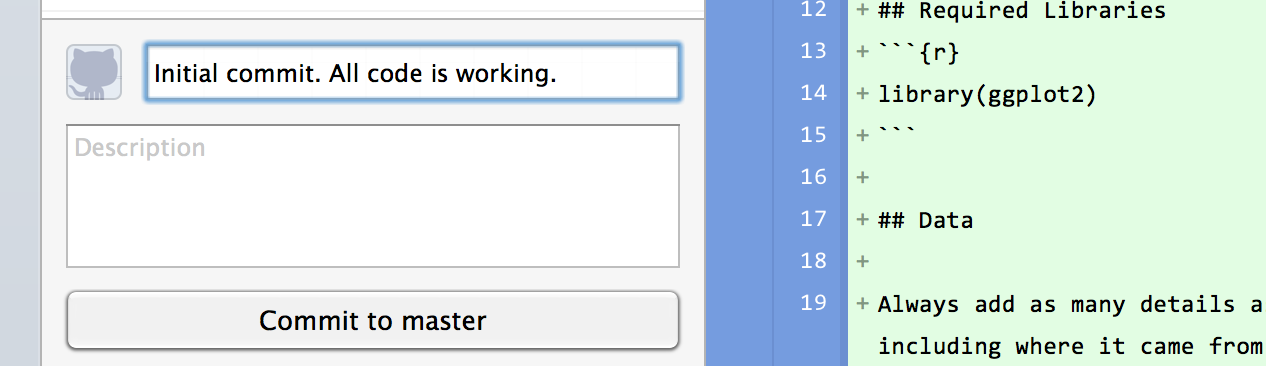 Initial commit. All code is working.
Description
Commit to master
12 + ## Required Libraries
13 + ```{r}
14 + library(ggplot2)
15 + ```
16 +
17 + ## Data
18 +
19 + Always add as many details a
including where it came from